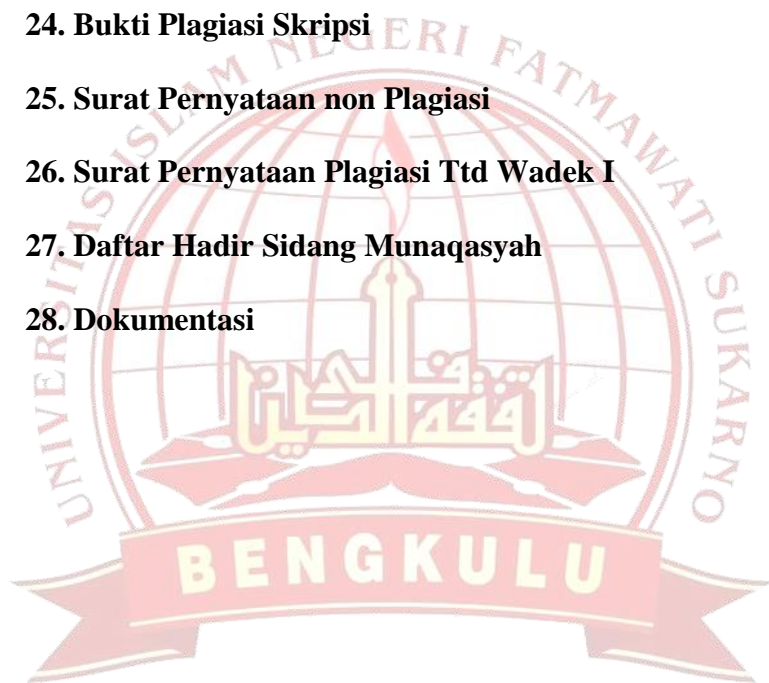 24. Bukti Plagiasi Skripsi
25. Surat Pernyataan non Plagiasi
26. Surat Pernyataan Plagiasi Ttd Wadek I
27. Daftar Hadir Sidang Munaqasyah
28. Dokumentasi
UNIVERSITAS ISLAM NEGERI FATMAWATI SUKARNO
BENGKULU